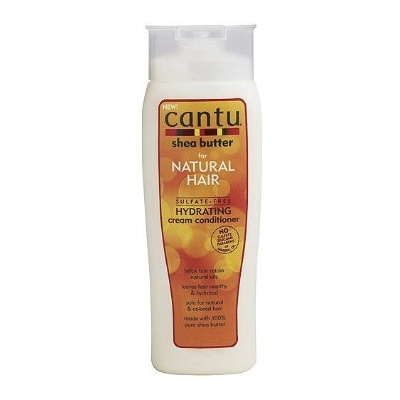 NEW!
cantu
shea butter
for
NATURAL
HAIR
SULFATE-FREE
HYDRATING
cream conditioner
NO
helps hair retain
natural oils
leaves hair healthy
& hydrated
safe for natural
& colored hair
made with 100%
pure shea butter